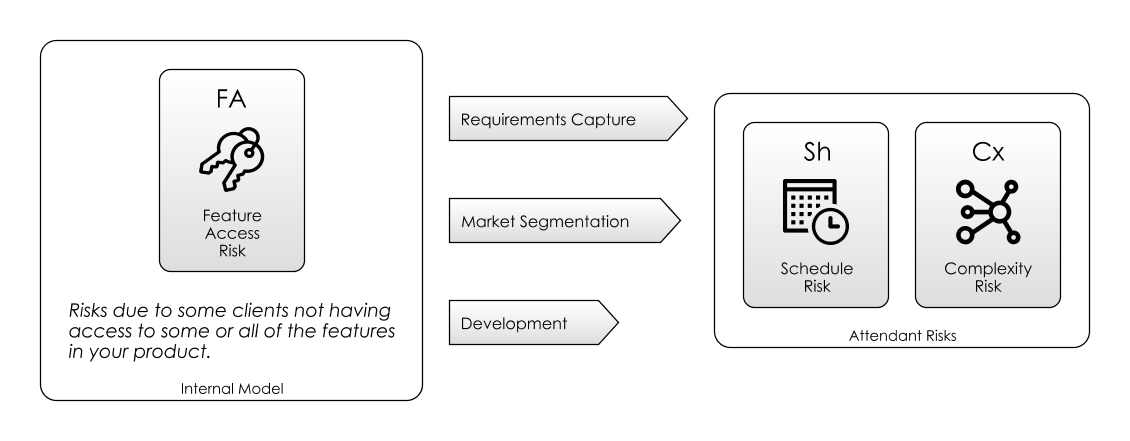 FA
Feature
Access
Risk
Risks due to some clients not having
access to some or all of the features
in your product.
Internal Model
Requirements Capture
Market Segmentation
Development
Sh
Schedule
Risk
Cx
Complexity
Risk
Attendant Risks